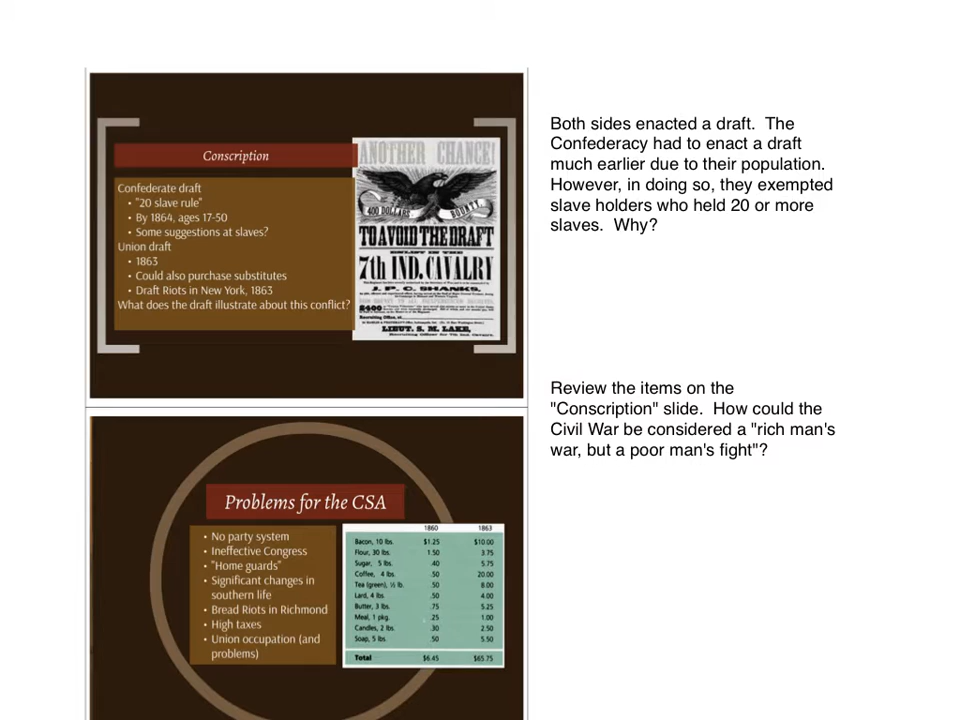 Conscription
Confederate draft
• "20 slave rule"
• By 1864, ages 17-50
• Some suggestions at slaves?
Union draft
• 1863
• Could also purchase substitutes
• Draft Riots in New York, 1863
What does the draft illustrate about this conflict?
ANOTHER CHANCE!
400 DOLLARS BOUNTY
TO AVOID THE DRAFT
7th IND. CAVALRY
J. P. C. SHANKS,
$400
LIEUT. S. M. LAKE,
Recruiting Officer for 7th Ind. Cavalry.
Both sides enacted a draft.  The
Confederacy had to enact a draft
much earlier due to their population.
However, in doing so, they exempted
slave holders who held 20 or more
slaves.  Why?
Review the items on the
"Conscription" slide.  How could the
Civil War be considered a "rich man's
war, but a poor man's fight"?
Problems for the CSA
• No party system
• Ineffective Congress
• "Home guards"
• Significant changes in
southern life
• Bread Riots in Richmond
• High taxes
• Union occupation (and
problems)
1860 1863
Bacon, 10 lbs. $1.25 $10.00
Flour, 30 lbs. 1.50 3.75
Sugar, 5 lbs. .40 5.75
Coffee, 4 lbs. .50 20.00
Tea (green), ½ lb. .50 8.00
Lard, 4 lbs. .50 4.00
Butter, 3 lbs. .75 5.25
Meal, 1 pkg. .25 1.00
Candles, 2 lbs. .30 2.50
Soap, 5 lbs. .50 5.50
Total $6.45 $65.75